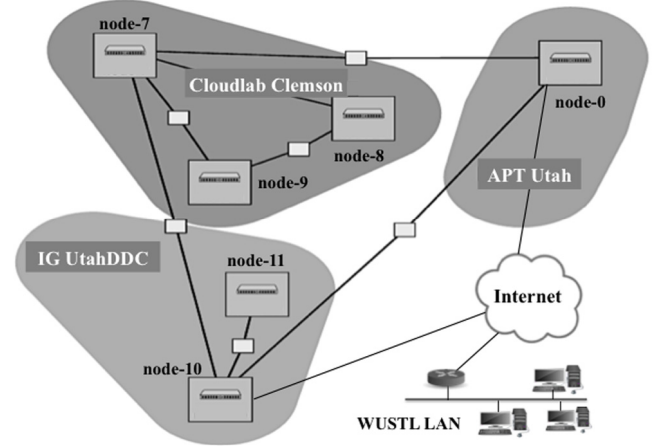 node-7
Cloudlab Clemson
node-0
node-8
node-9
APT Utah
IG UtahDDC
node-11
Internet
node-10
WUSTL LAN